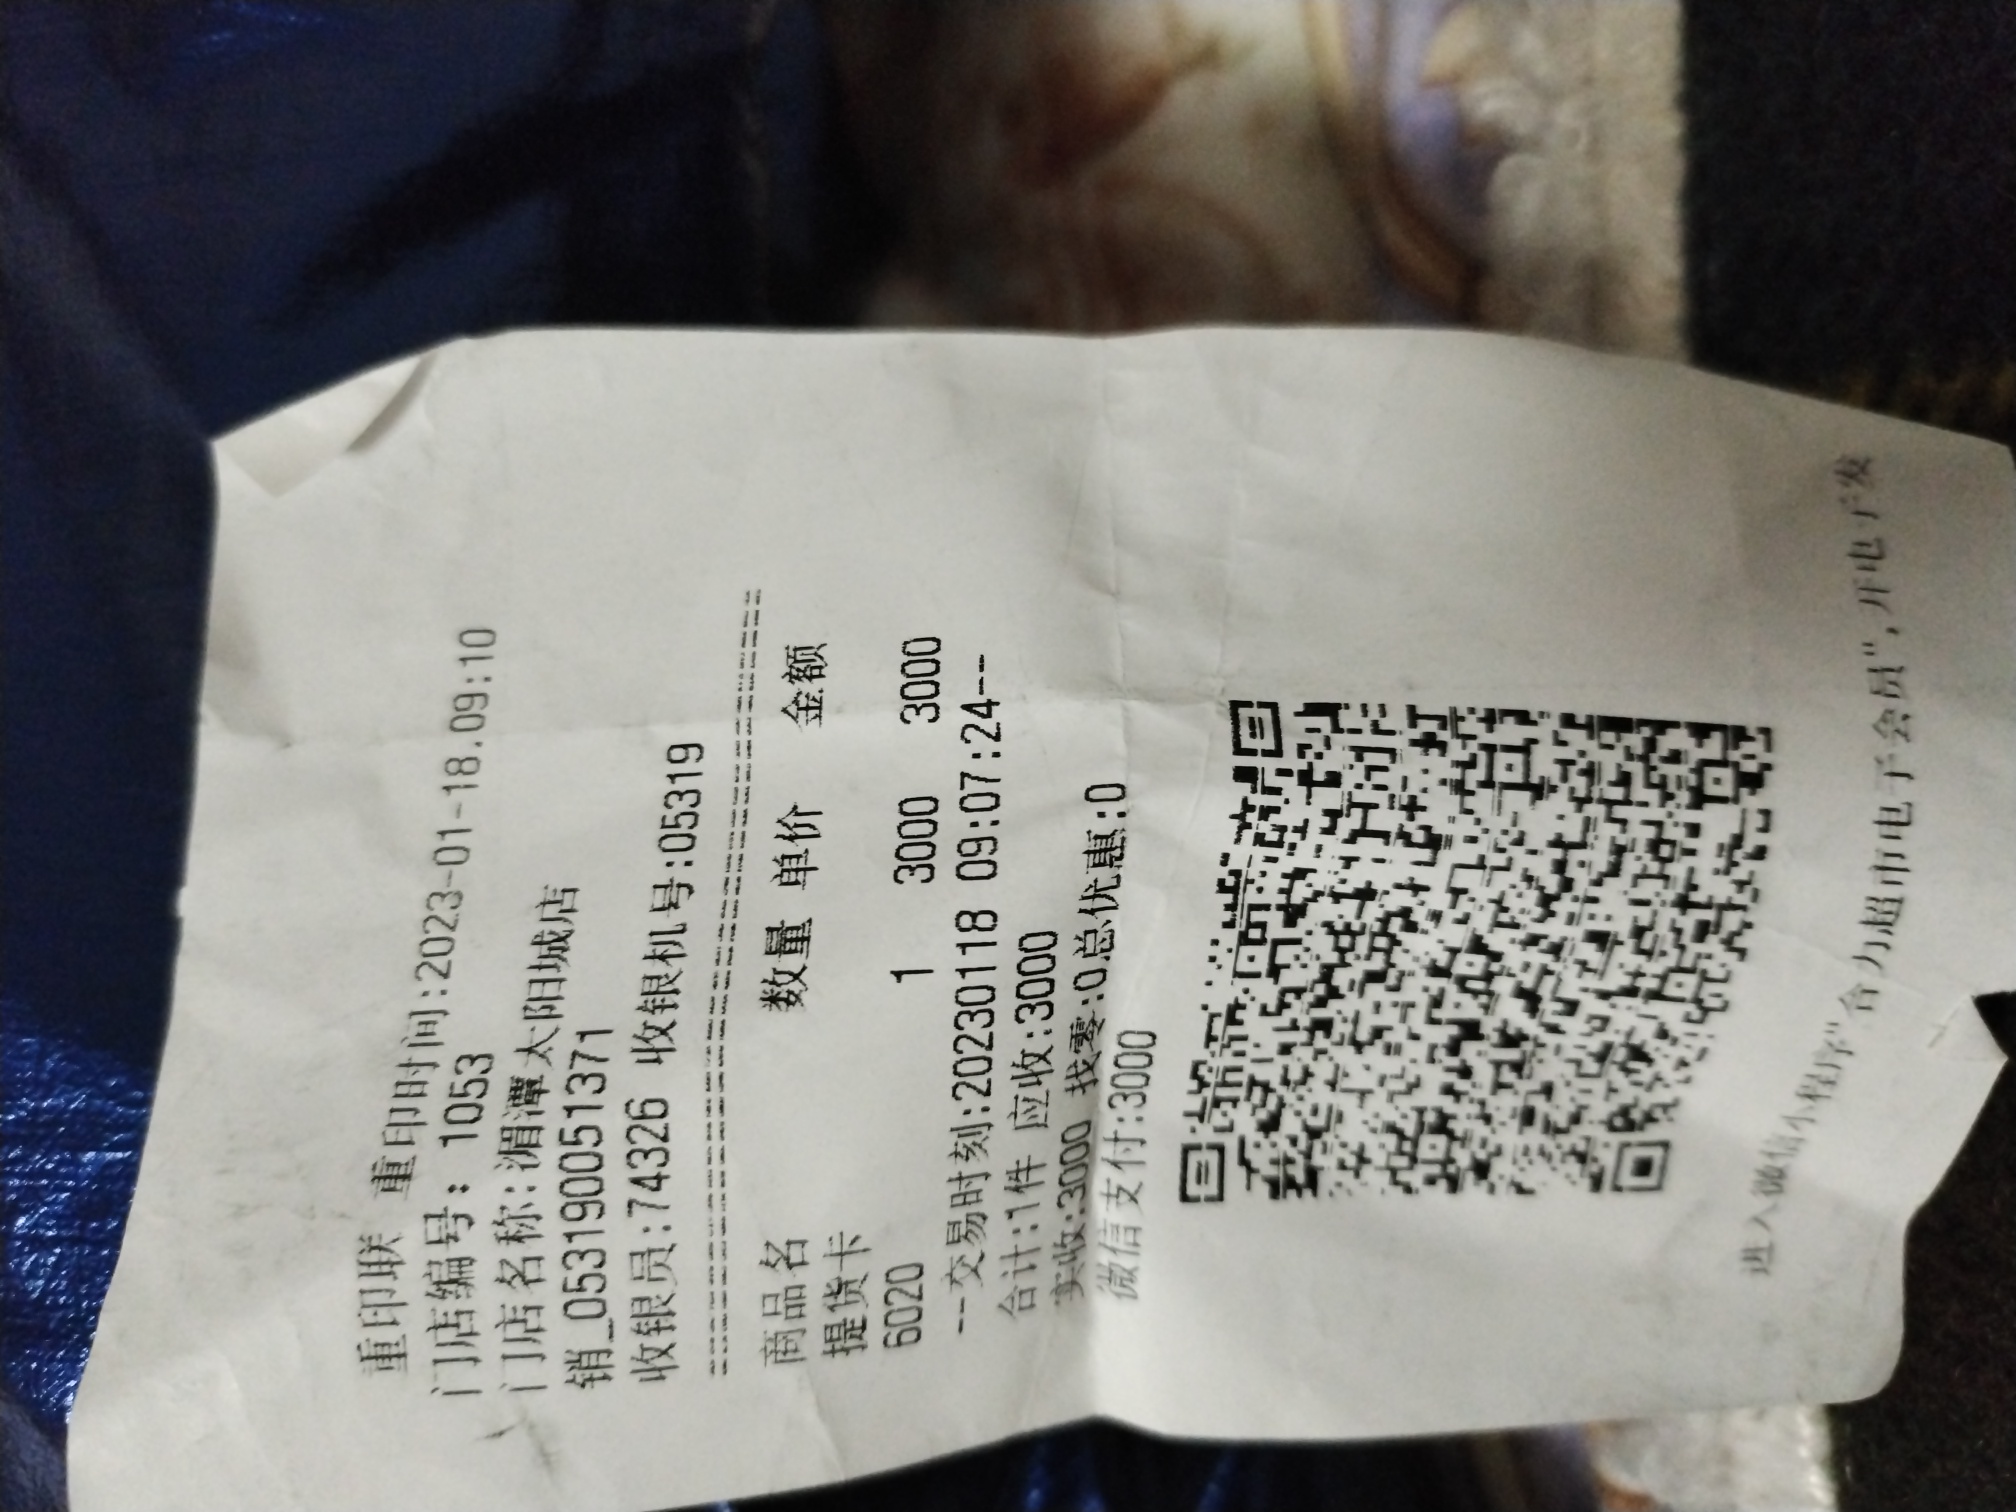 重印联 重印时间:2023-01-18.09:10
门店编号: 1053
门店名称:湄潭太阳城店
销_053190051371
收银员:74326 收银机号:05319
商品名 数量 单价 金额
提货卡
6020 1 3000 3000
--交易时刻:20230118 09:07:24---
合计:1件 应收:3000
实收:3000 找零:0总优惠:0
微信支付:3000
进入微信小程序"合力超市电子会员",开电子发